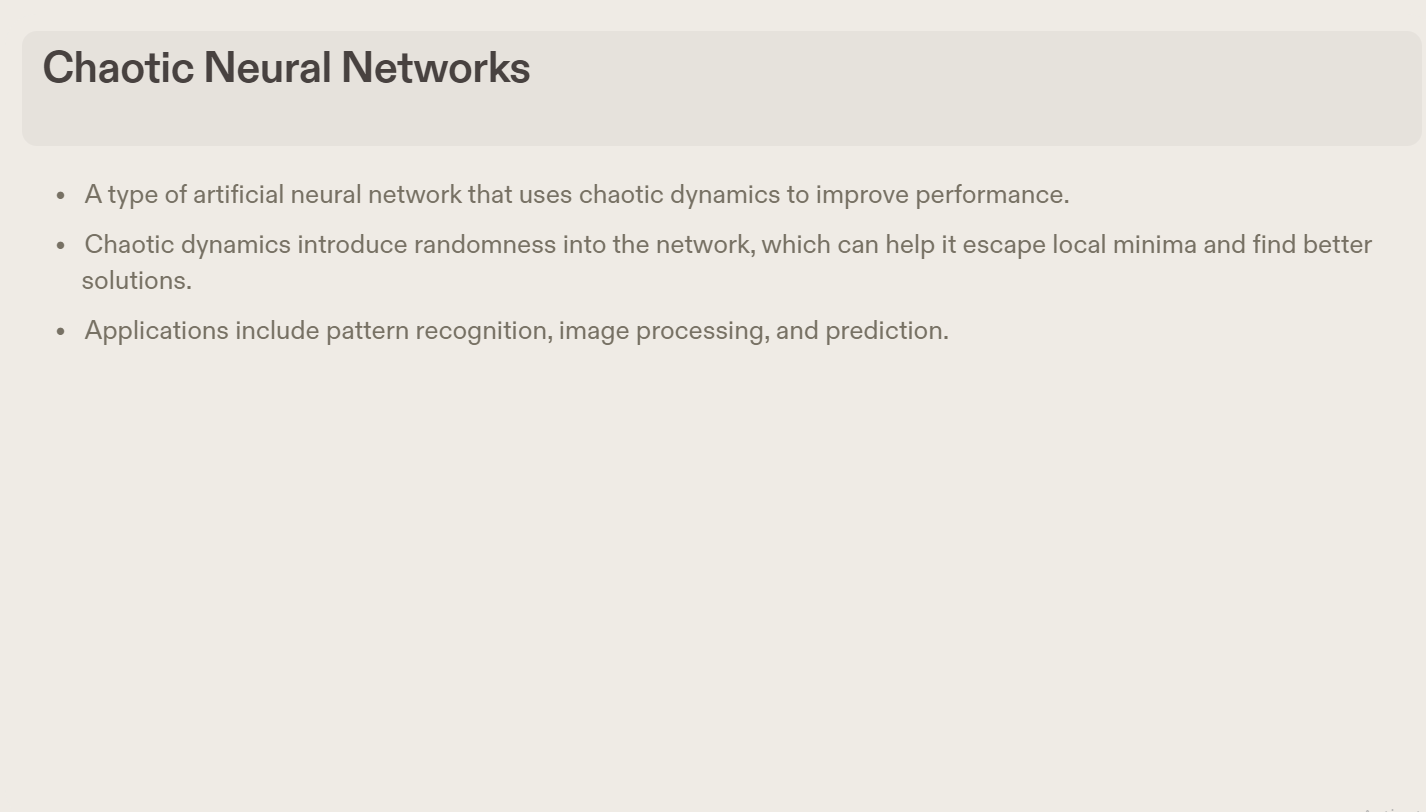 Chaotic Neural Networks
• A type of artificial neural network that uses chaotic dynamics to improve performance.
• Chaotic dynamics introduce randomness into the network, which can help it escape local minima and find better
solutions.
• Applications include pattern recognition, image processing, and prediction.